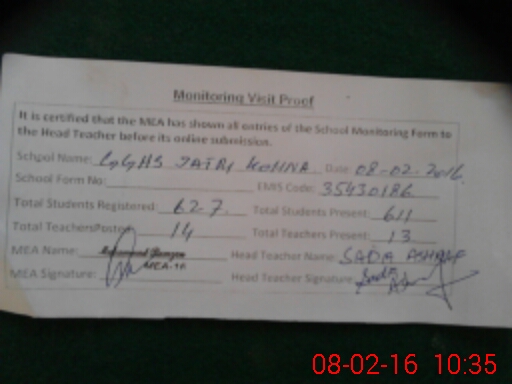 Monitoring Visit Proof
It is certified that the MEA has shown all entries of the School Monitoring Form to
the Head Teacher before its online submission.
School Name: GGHS JATRI KOHNA Date: 08-02-2016
School Form No: EMIS Code: 35430186
Total Students Registered: 627 Total Students Present: 611
Total Teachers Posted: 14 Total Teachers Present: 13
MEA Name: Head Teacher Name: SADIA ASHRAF
MEA Signature: Head Teacher Signature:
08-02-16 10:35